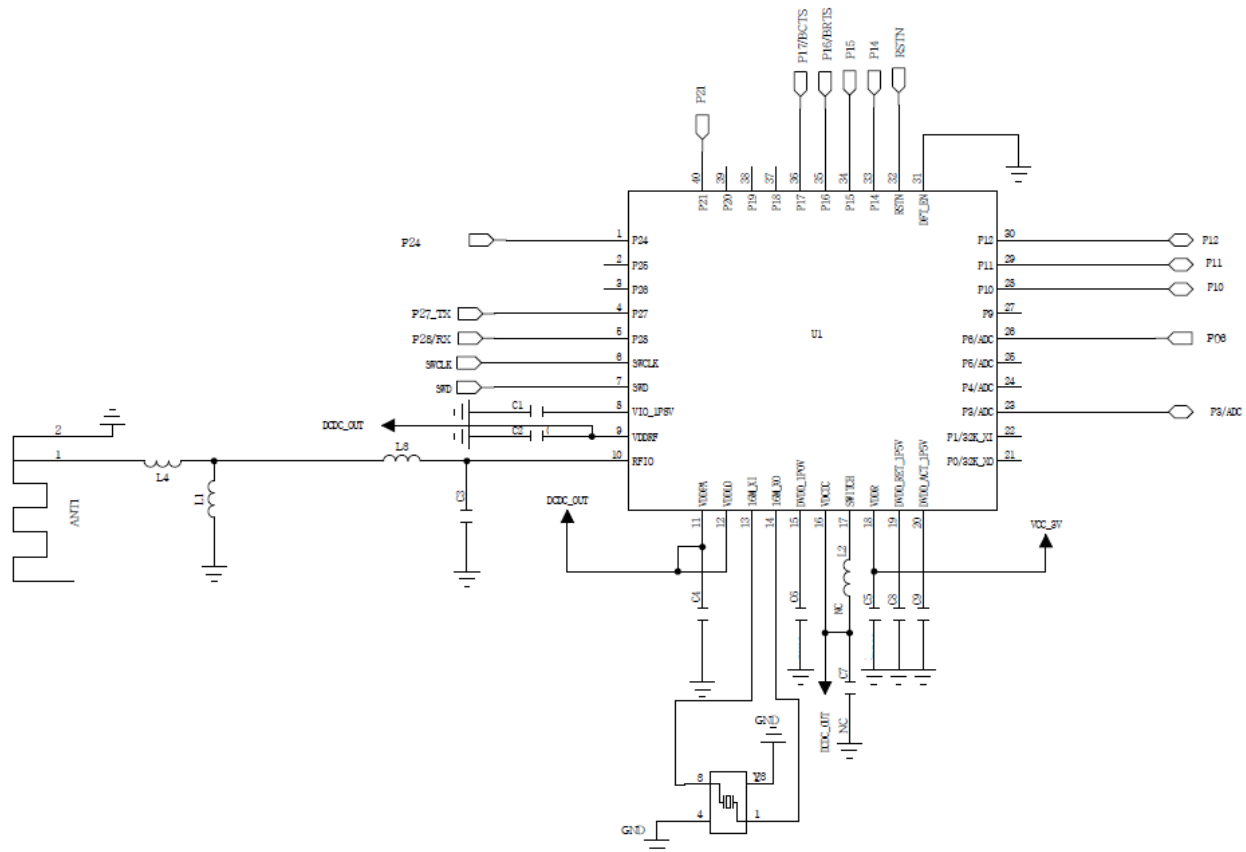 P17/BCTS
P16/BRTS
P15
P14
RSTN
P21
40
39
38
37
36
35
34
33
32
31
P21
P20
P19
P18
P17
P16
P15
P14
RSTN
DFT_EN
P24
1
P24
P12
30
P12
2
P25
P11
29
P11
3
P26
P10
28
P10
P27_TX
4
P27
P9
27
P28/RX
5
P28
U1
P6/ADC
26
P06
SWCLK
6
SWCLK
P5/ADC
25
SWD
7
SWD
P4/ADC
24
C1
8
VIO_1P8V
P3/ADC
23
P3/ADC
DCDC_OUT
2
C2
9
VDDRF
P1/32K_XI
22
1
L4
L6
10
RFIO
P0/32K_XO
21
L1
C3
ANT1
DCDC_OUT
VDDPA
VDDLO
16M_XI
16M_XO
DVDD_1P0V
VDCDC
SWITCH
VDDR
DVDD_RET_1P5V
DVDD_ACT_1P5V
11
12
13
14
15
16
17
18
19
20
VCC_3V
L2
NC
C4
C6
C5
C8
C9
C7
NC
DCDC_OUT
GND
4
1
GND